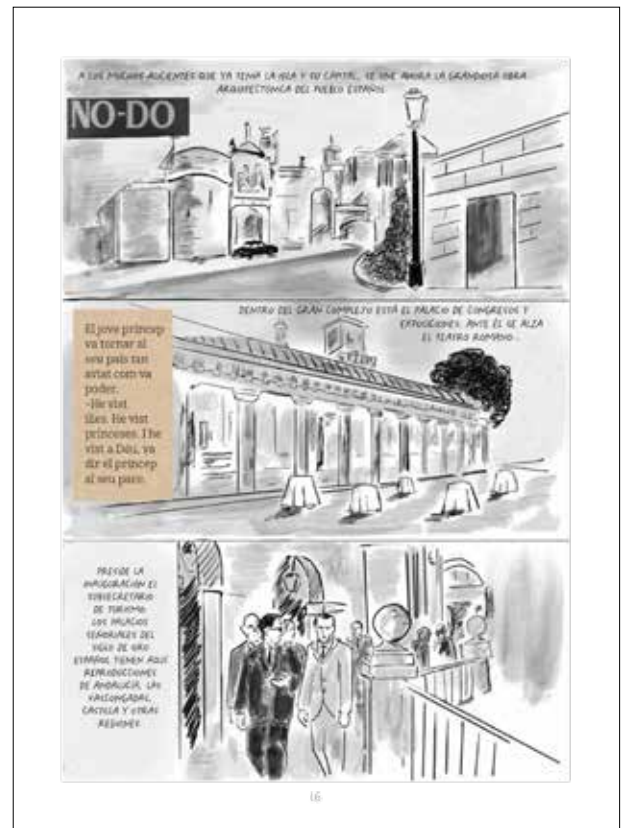 A LOS MUCHOS ALICIENTES QUE YA TENÍA LA ISLA Y SU CAPITAL, SE UNE AHORA LA GRANDIOSA OBRA
ARQUITECTÓNICA DEL PUEBLO ESPAÑOL
NO-DO
DENTRO DEL GRAN COMPLEJO ESTÁ EL PALACIO DE CONGRESOS Y
EXPOSICIONES. ANTE ÉL SE ALZA
EL TEATRO ROMANO...
El jove príncep
va tornar al
seu país tan
aviat com va
poder.
-He vist
illes. He vist
princeses. I he
vist a Déu, va
dir el príncep
al seu pare.
PRESIDE LA
INAUGURACIÓN EL
SUBSECRETARIO
DE TURISMO.
LOS PALACIOS
SEÑORIALES DEL
SIGLO DE ORO
ESPAÑOL TIENEN AQUÍ
REPRODUCCIONES
DE ANDALUCÍA, LAS
VASCONGADAS,
CASTILLA Y OTRAS
REGIONES
16